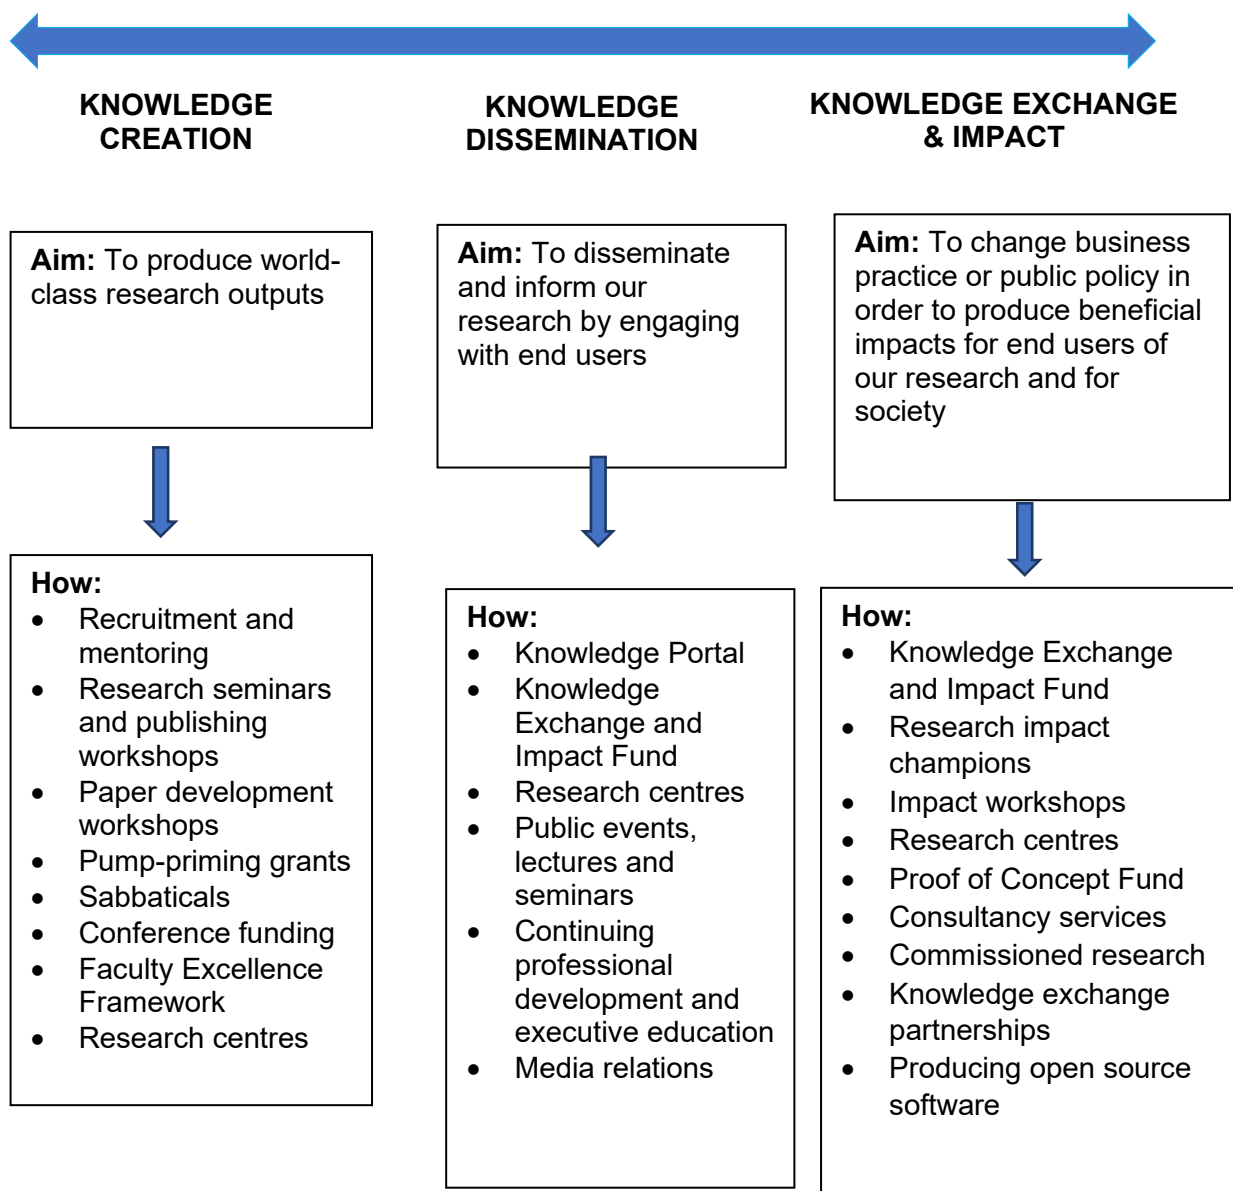 KNOWLEDGE
CREATION
KNOWLEDGE
DISSEMINATION
KNOWLEDGE EXCHANGE
& IMPACT
Aim: To produce world-
class research outputs
Aim: To disseminate
and inform our
research by engaging
with end users
Aim: To change business
practice or public policy in
order to produce beneficial
impacts for end users of
our research and for
society
How:
• Recruitment and
mentoring
• Research seminars
and publishing
workshops
• Paper development
workshops
• Pump-priming grants
• Sabbaticals
• Conference funding
• Faculty Excellence
Framework
• Research centres
How:
• Knowledge Portal
• Knowledge
Exchange and
Impact Fund
• Research centres
• Public events,
lectures and
seminars
• Continuing
professional
development and
executive education
• Media relations
How:
• Knowledge Exchange
and Impact Fund
• Research impact
champions
• Impact workshops
• Research centres
• Proof of Concept Fund
• Consultancy services
• Commissioned research
• Knowledge exchange
partnerships
• Producing open source
software